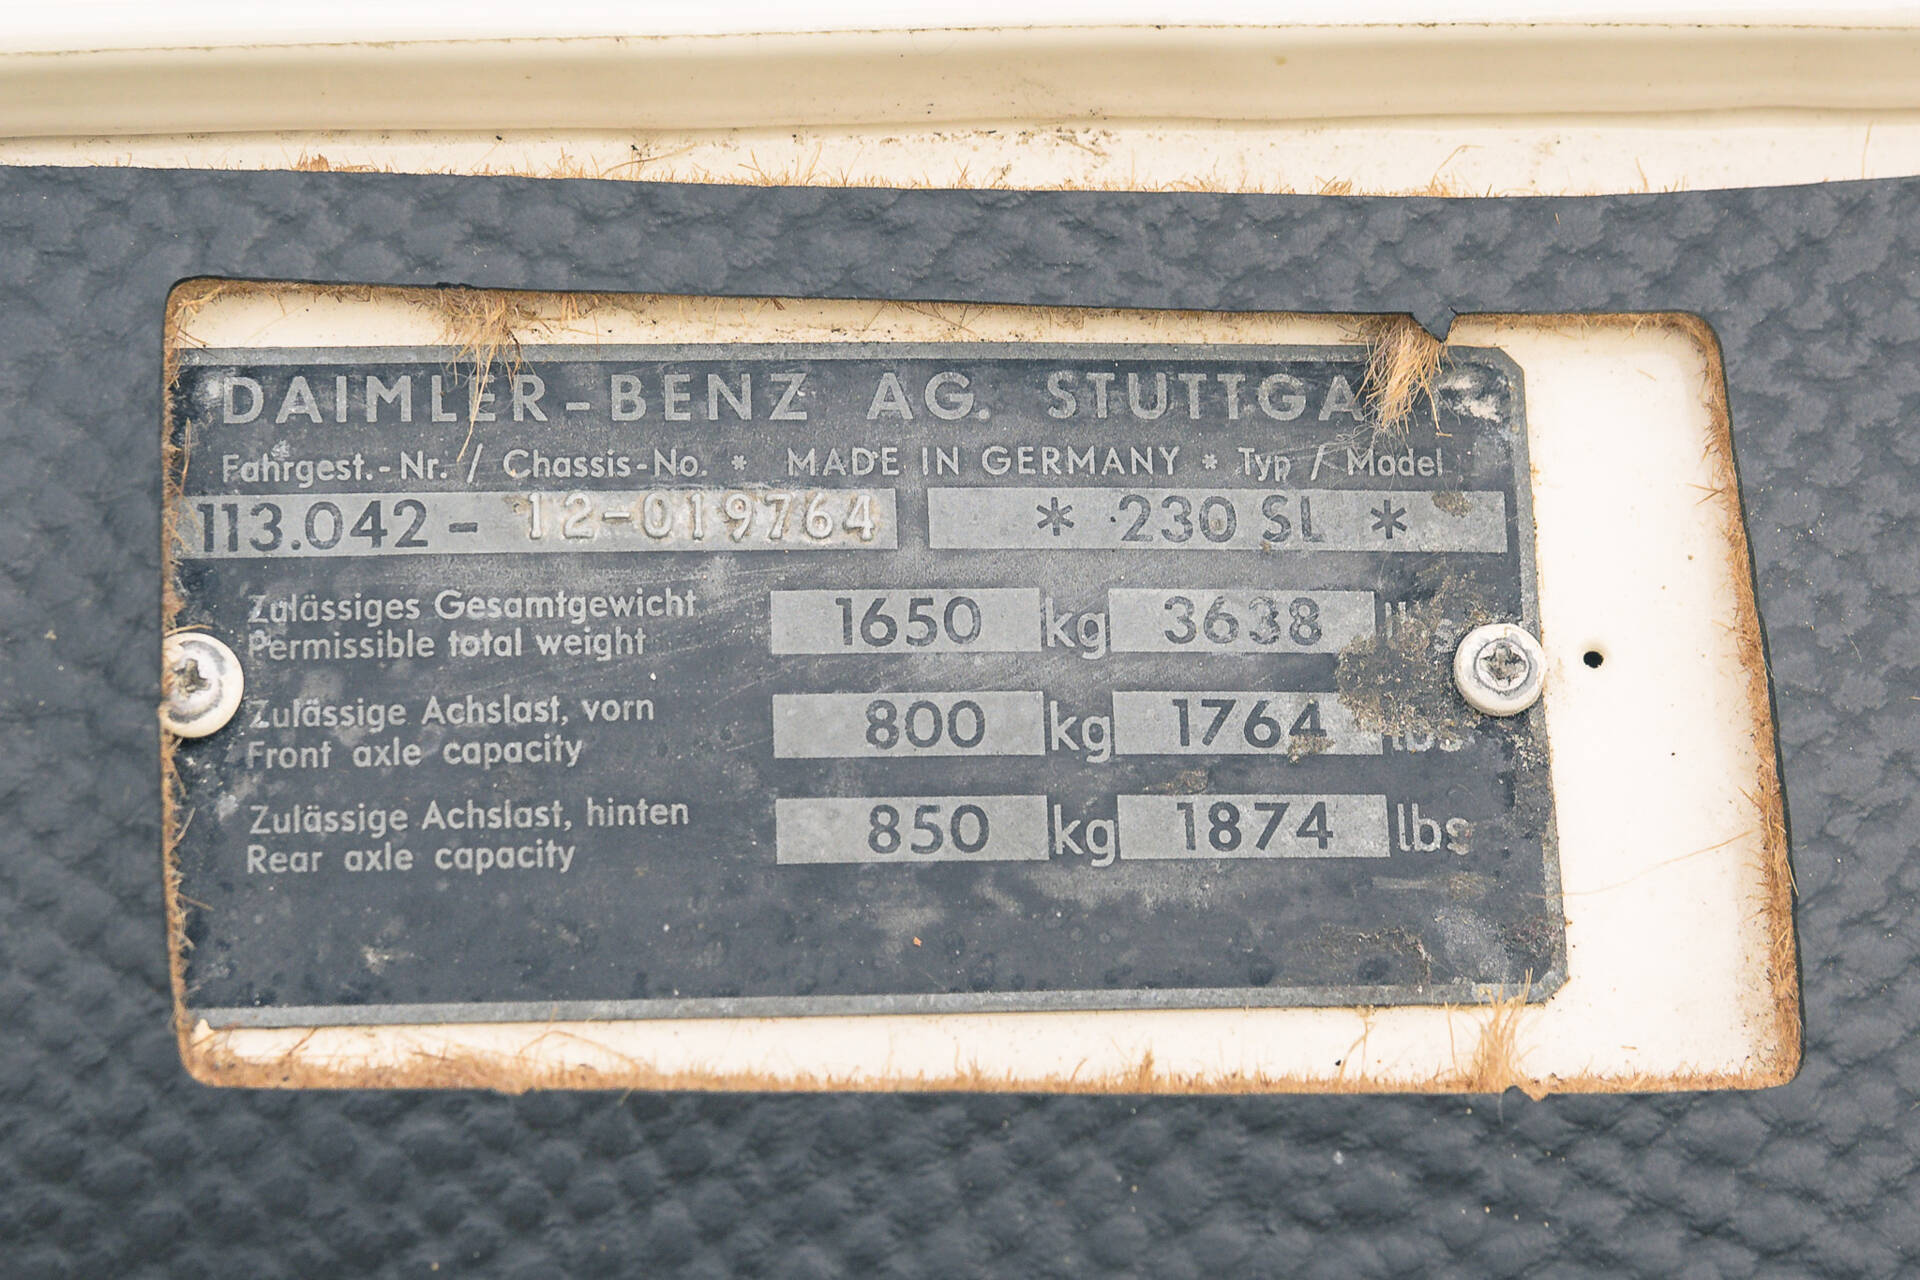 DAIMLER-BENZ AG. STUTTGA
Fahrgest.-Nr. / Chassis-No. * MADE IN GERMANY * Typ / Model
113.042 - 12-019764 * 230 SL *
Zulässiges Gesamtgewicht
Permissible total weight
1650 kg 3638 lbs
Zulässige Achslast, vorn
Front axle capacity
800 kg 1764 lbs
Zulässige Achslast, hinten
Rear axle capacity
850 kg 1874 lbs